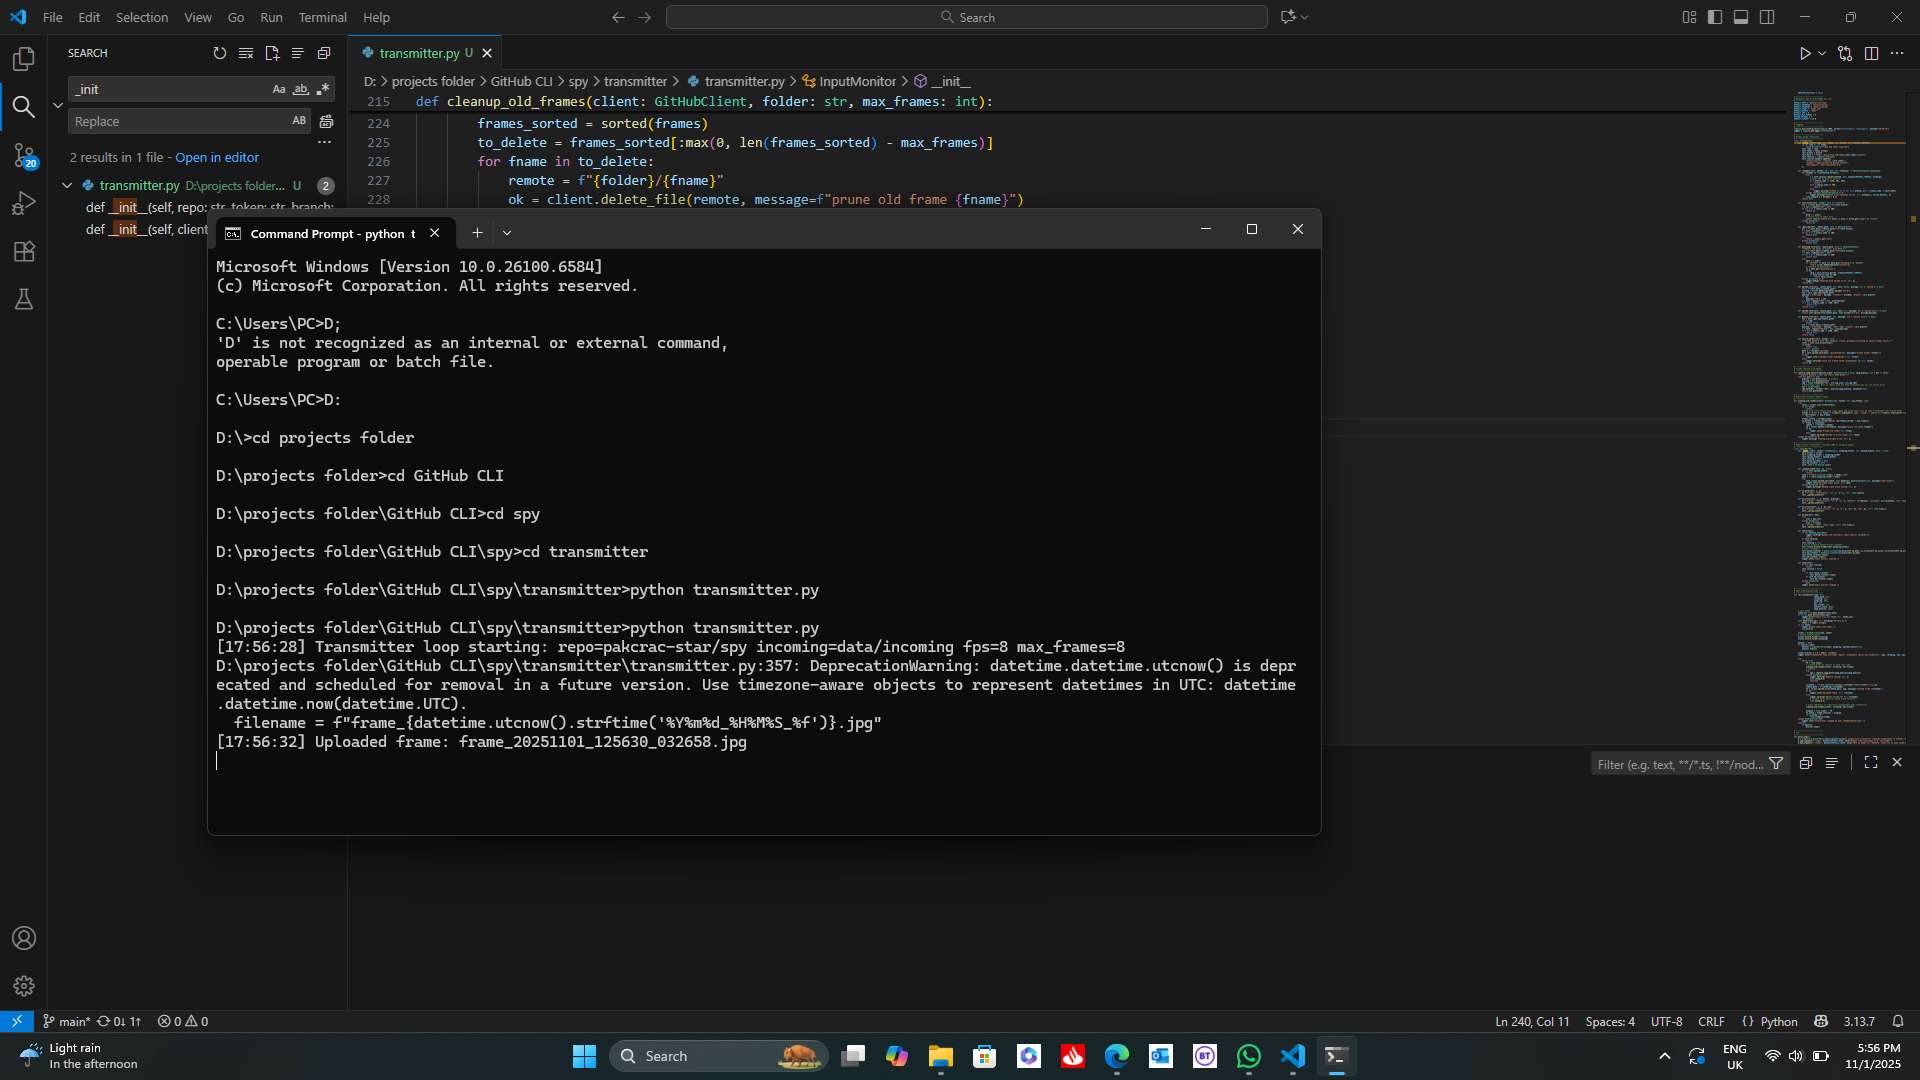 File Edit Selection View Go Run Terminal Help
Search
SEARCH
_init
Aa ab .*
Replace
AB
2 results in 1 file - Open in editor
transmitter.py D:\projects folder... U 2
def __init__(self, repo: str, token: str, branch:
def __init__(self, client
20
transmitter.py U
D: > projects folder > GitHub CLI > spy > transmitter > transmitter.py > InputMonitor > __init__
215 def cleanup_old_frames(client: GitHubClient, folder: str, max_frames: int):
224 frames_sorted = sorted(frames)
225 to_delete = frames_sorted[:max(0, len(frames_sorted) - max_frames)]
226 for fname in to_delete:
227 remote = f"{folder}/{fname}"
228 ok = client.delete_file(remote, message=f"prune old frame {fname}")
Command Prompt - python t
Microsoft Windows [Version 10.0.26100.6584]
(c) Microsoft Corporation. All rights reserved.
C:\Users\PC>D;
'D' is not recognized as an internal or external command,
operable program or batch file.
C:\Users\PC>D:
D:\>cd projects folder
D:\projects folder>cd GitHub CLI
D:\projects folder\GitHub CLI>cd spy
D:\projects folder\GitHub CLI\spy>cd transmitter
D:\projects folder\GitHub CLI\spy\transmitter>python transmitter.py
D:\projects folder\GitHub CLI\spy\transmitter>python transmitter.py
[17:56:28] Transmitter loop starting: repo=pakcrac-star/spy incoming=data/incoming fps=8 max_frames=8
D:\projects folder\GitHub CLI\spy\transmitter\transmitter.py:357: DeprecationWarning: datetime.datetime.utcnow() is depr
ecated and scheduled for removal in a future version. Use timezone-aware objects to represent datetimes in UTC: datetime
.datetime.now(datetime.UTC).
filename = f"frame_{datetime.utcnow().strftime('%Y%m%d_%H%M%S_%f')}.jpg"
[17:56:32] Uploaded frame: frame_20251101_125630_032658.jpg
Filter (e.g. text, **/*.ts, !**/nod...
main* 0↓ 1↑ 0 0
Ln 240, Col 11 Spaces: 4 UTF-8 CRLF {} Python 3.13.7
Light rain
In the afternoon
Search
BT
ENG
UK
5:56 PM
11/1/2025